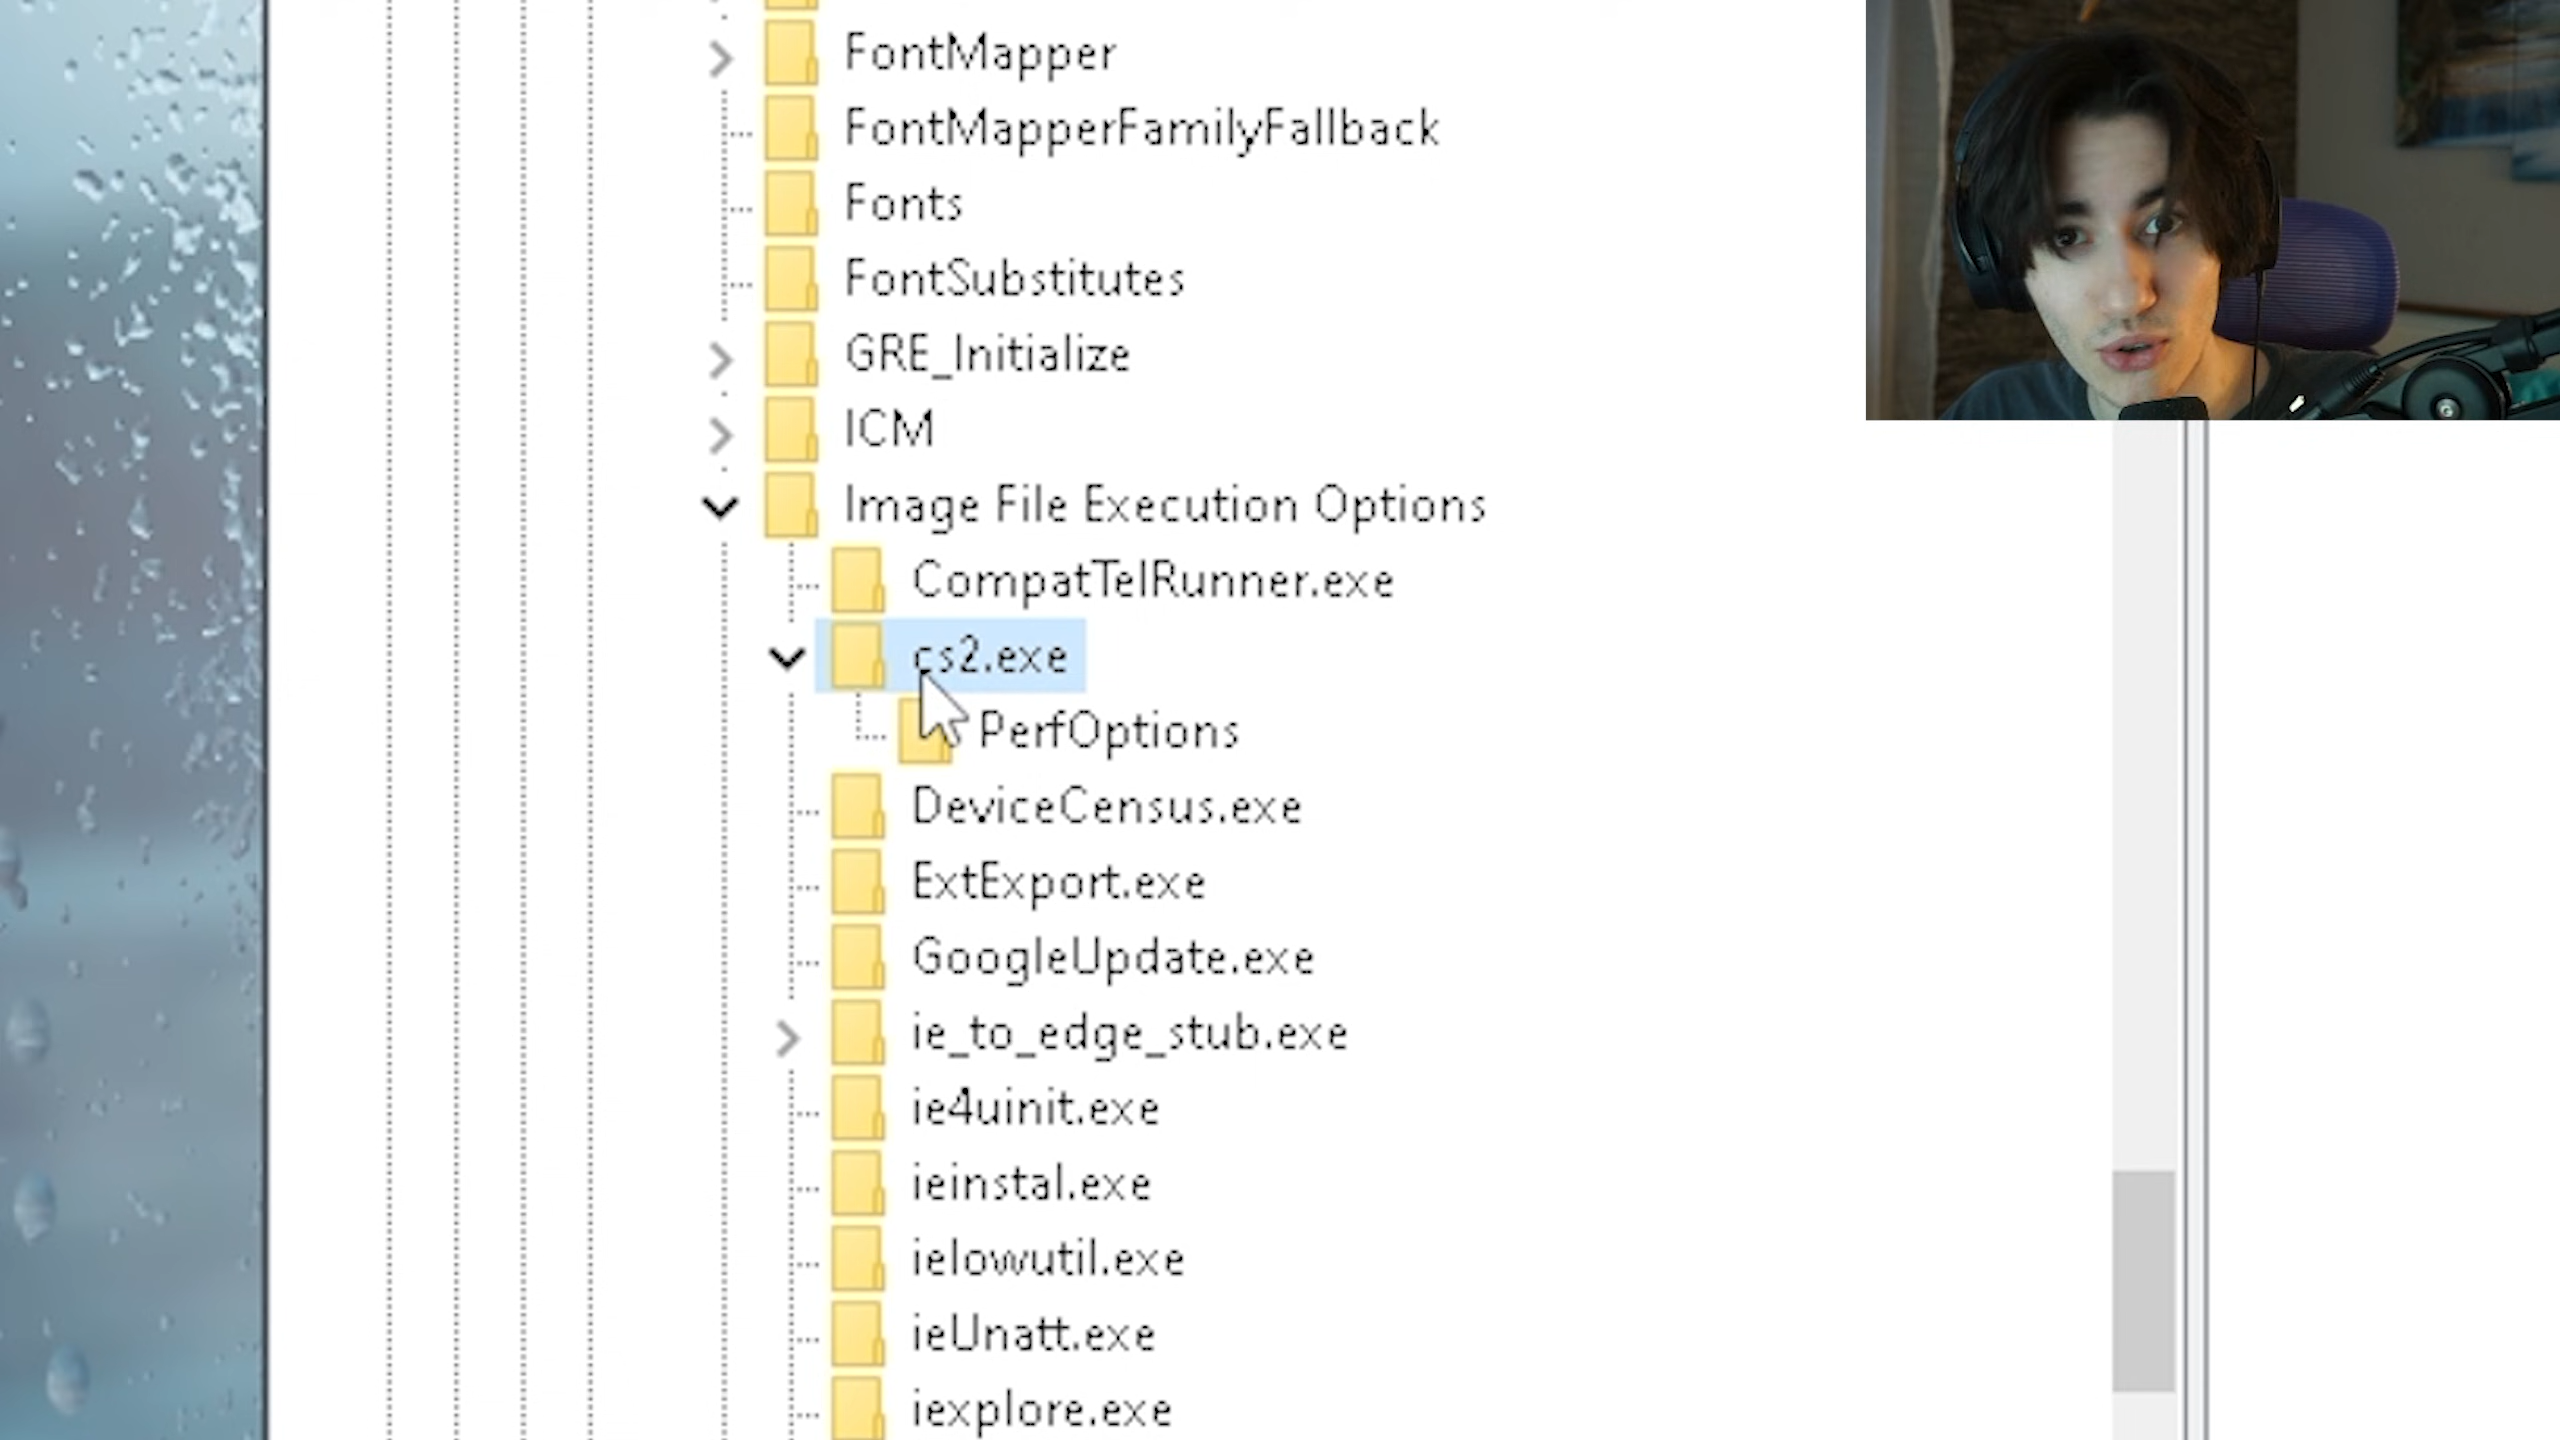 FontMapper
FontMapperFamilyFallback
Fonts
FontSubstitutes
GRE_Initialize
ICM
Image File Execution Options
CompatTelRunner.exe
cs2.exe
PerfOptions
DeviceCensus.exe
ExtExport.exe
GoogleUpdate.exe
ie_to_edge_stub.exe
ie4uinit.exe
ieinstal.exe
ielowutil.exe
ieUnatt.exe
iexplore.exe